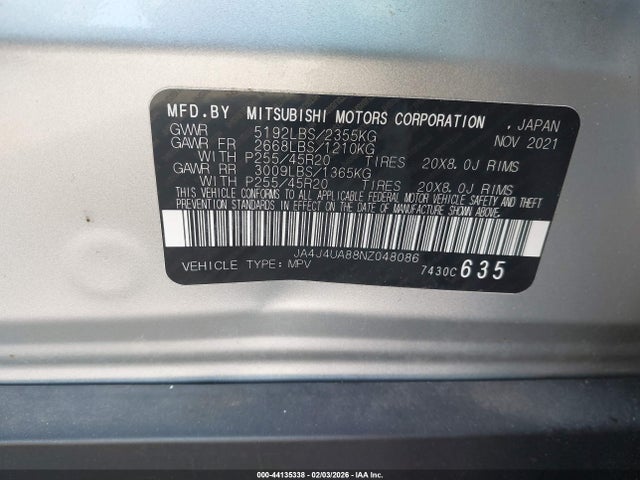 MFD.BY MITSUBISHI MOTORS CORPORATION , JAPAN
GVWR 5192LBS/2355KG NOV 2021
GAWR FR 2668LBS/1210KG
WITH P255/45R20 TIRES 20X8.0J RIMS
GAWR RR 3009LBS/1365KG
WITH P255/45R20 TIRES 20X8.0J RIMS
THIS VEHICLE CONFORMS TO ALL APPLICABLE FEDERAL MOTOR VEHICLE SAFETY AND THEFT
PREVENTION STANDARDS IN EFFECT ON THE DATE OF MANUFACTURE SHOWN ABOVE.
JA4J4UA88NZ048086
VEHICLE TYPE: MPV 7430C 635
000-44135338 - 02/03/2026 - IAA Inc.